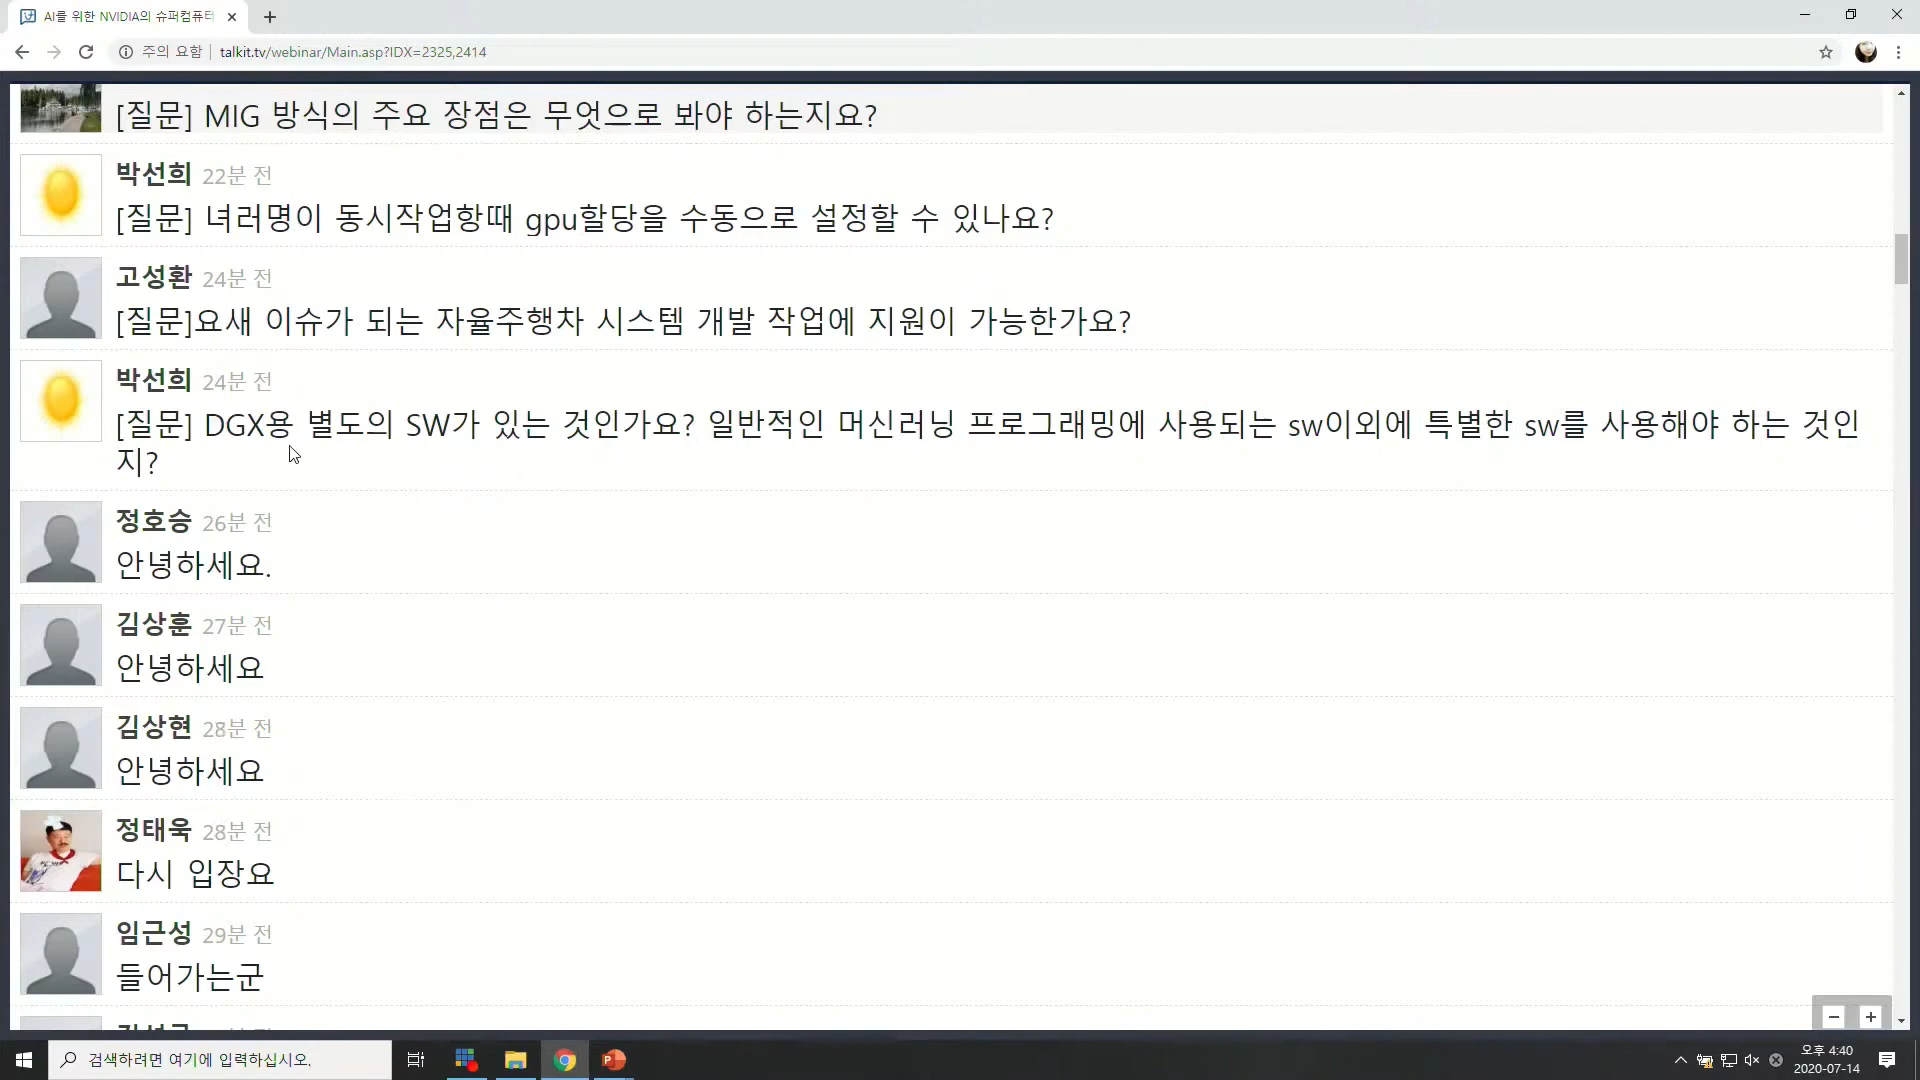 AI를 위한 NVIDIA의 슈퍼컴퓨터
주의 요함
talkit.tv/webinar/Main.asp?IDX=2325,2414
[질문] MIG 방식의 주요 장점은 무엇으로 봐야 하는지요?
박선희 22분 전
[질문] 녀러명이 동시작업항때 gpu할당을 수동으로 설정할 수 있나요?
고성환 24분 전
[질문]요새 이슈가 되는 자율주행차 시스템 개발 작업에 지원이 가능한가요?
박선희 24분 전
[질문] DGX용 별도의 SW가 있는 것인가요? 일반적인 머신러닝 프로그래밍에 사용되는 sw이외에 특별한 sw를 사용해야 하는 것인
지?
정호승 26분 전
안녕하세요.
김상훈 27분 전
안녕하세요
김상현 28분 전
안녕하세요
정태욱 28분 전
다시 입장요
임근성 29분 전
들어가는군
검색하려면 여기에 입력하십시오.
오후 4:40
2020-07-14